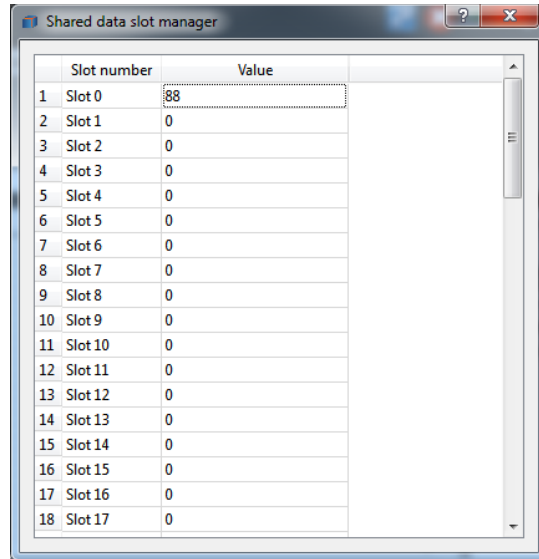 Shared data slot manager ? X
Slot number Value
1 Slot 0 88
2 Slot 1 0
3 Slot 2 0
4 Slot 3 0
5 Slot 4 0
6 Slot 5 0
7 Slot 6 0
8 Slot 7 0
9 Slot 8 0
10 Slot 9 0
11 Slot 10 0
12 Slot 11 0
13 Slot 12 0
14 Slot 13 0
15 Slot 14 0
16 Slot 15 0
17 Slot 16 0
18 Slot 17 0